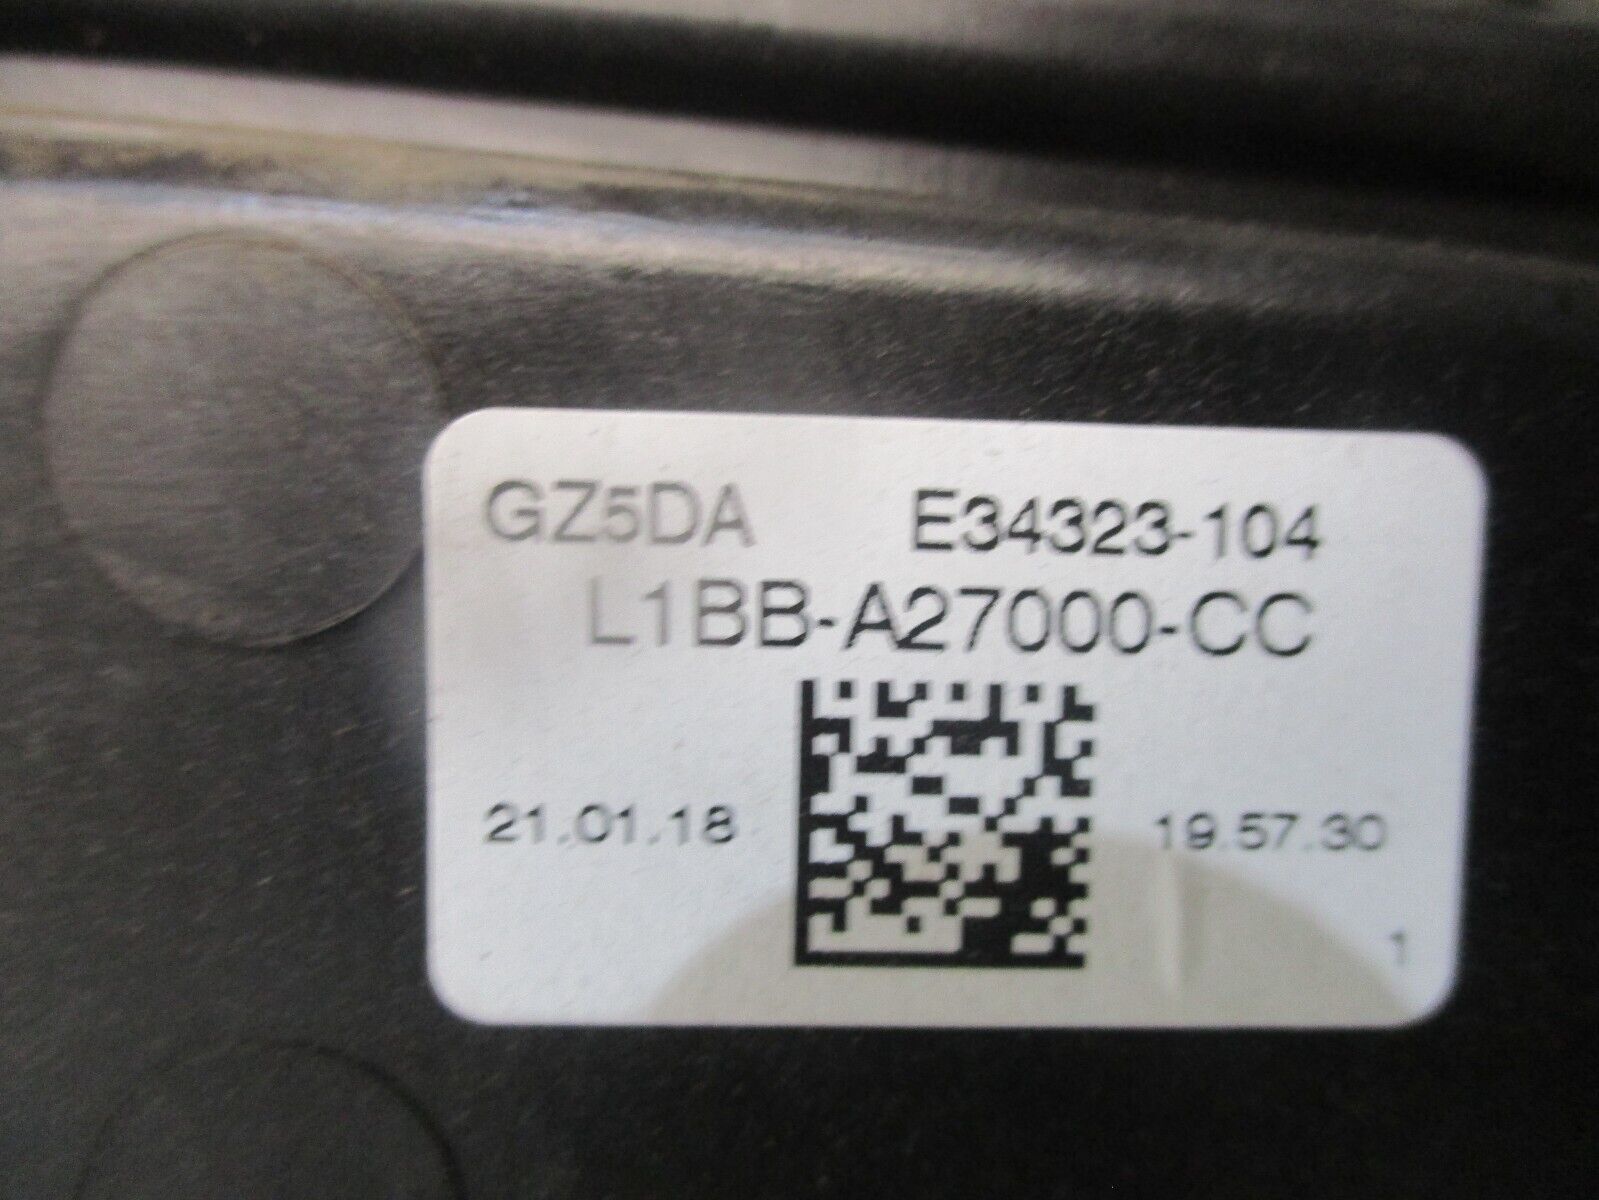 GZ5DA E34323-104
L1BB-A27000-CC
21.01.18 19.57.30
1